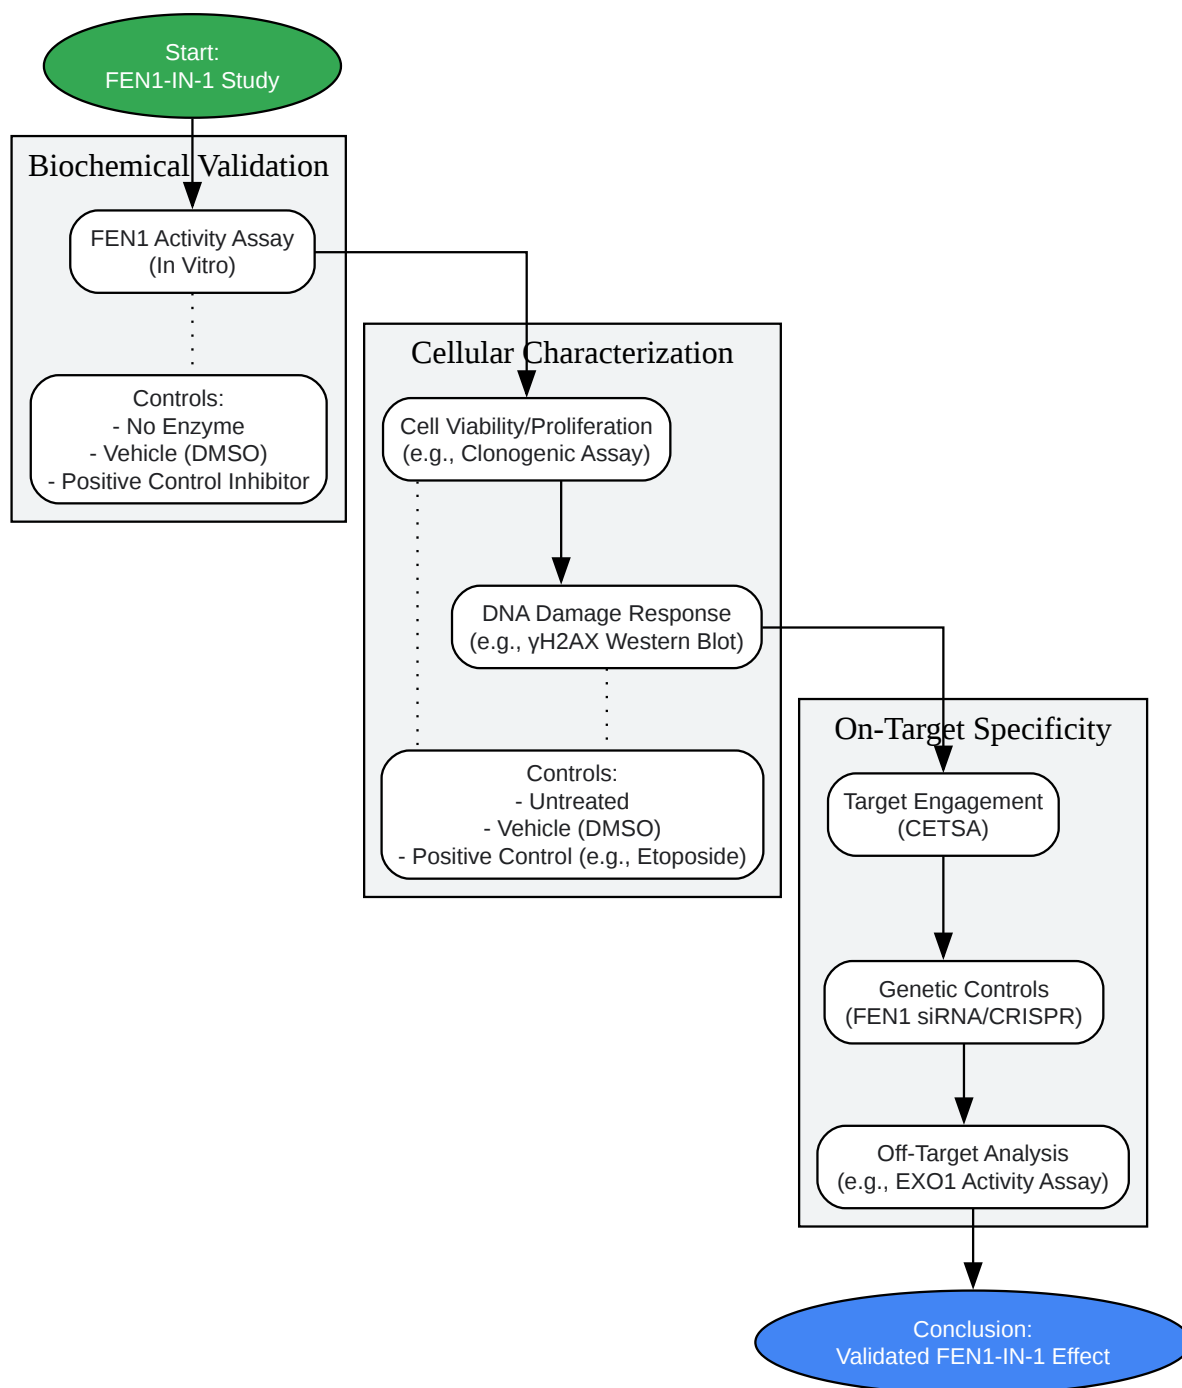 Start:
FEN1-IN-1 Study
Biochemical Validation
FEN1 Activity Assay
(In Vitro)
Controls:
- No Enzyme
- Vehicle (DMSO)
- Positive Control Inhibitor
Cellular Characterization
Cell Viability/Proliferation
(e.g., Clonogenic Assay)
DNA Damage Response
(e.g., γH2AX Western Blot)
Controls:
- Untreated
- Vehicle (DMSO)
- Positive Control (e.g., Etoposide)
On-Target Specificity
Target Engagement
(CETSA)
Genetic Controls
(FEN1 siRNA/CRISPR)
Off-Target Analysis
(e.g., EXO1 Activity Assay)
Conclusion:
Validated FEN1-IN-1 Effect